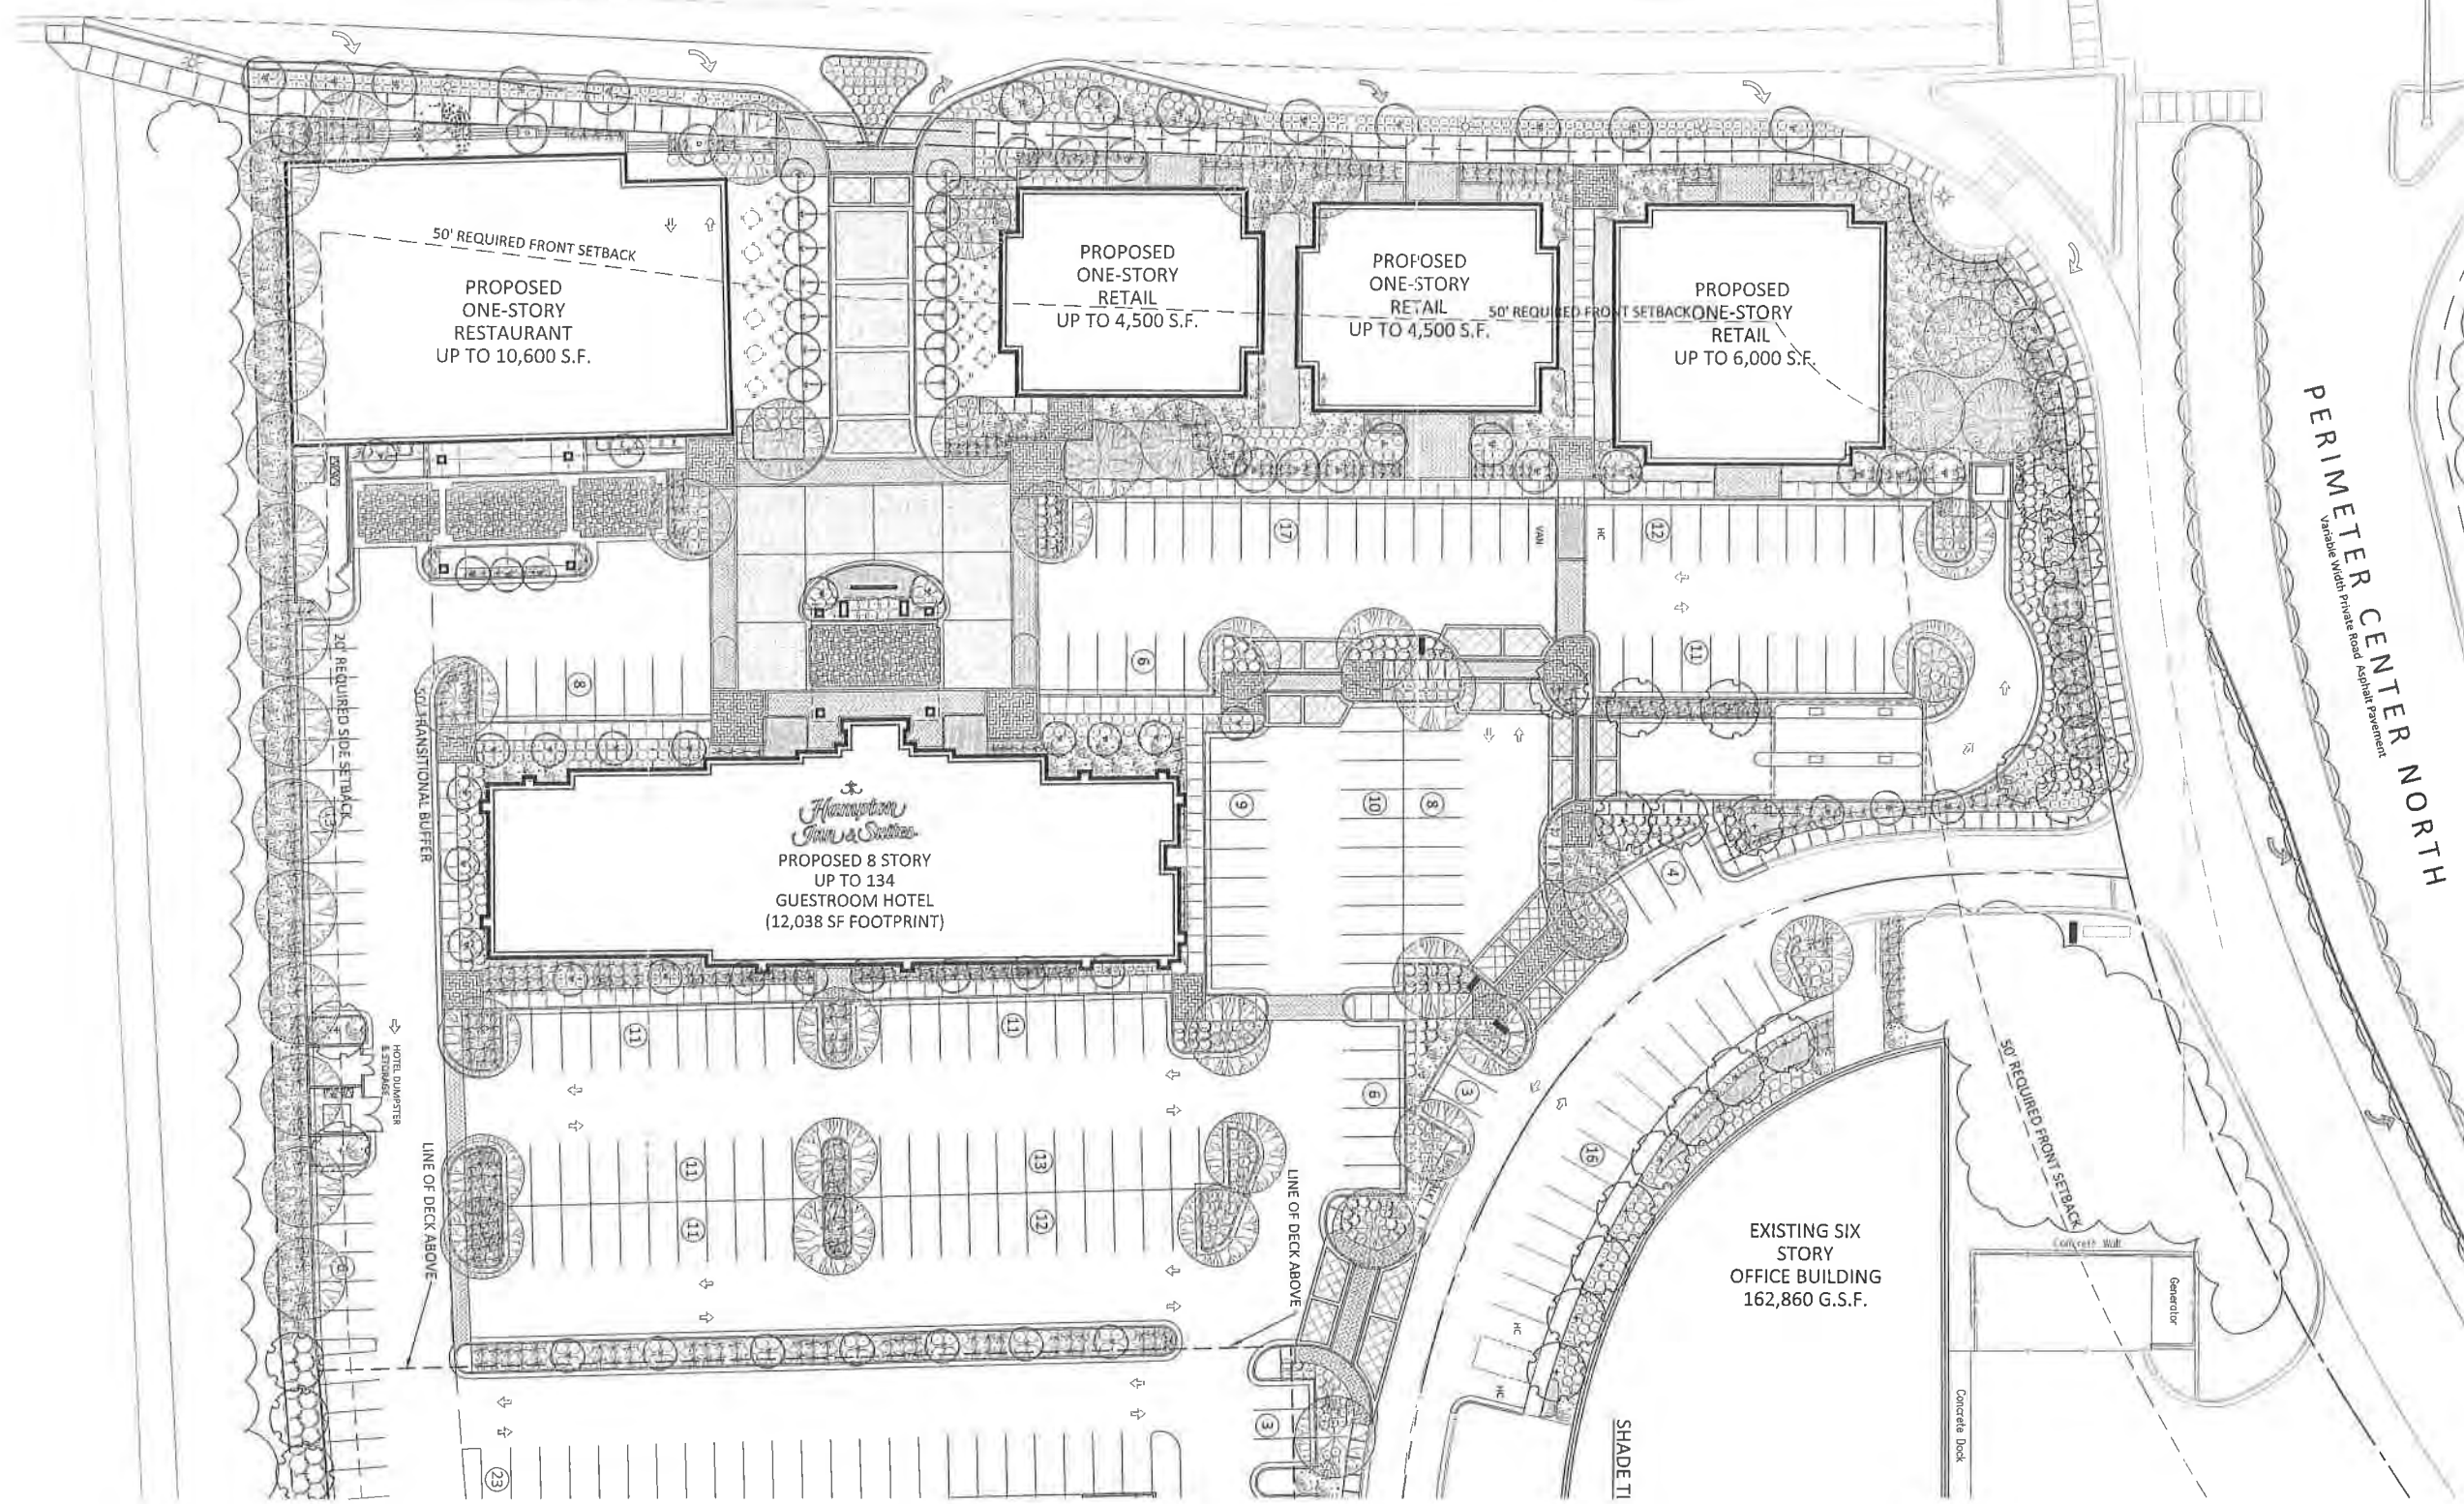 50' REQUIRED FRONT SETBACK
PROPOSED
ONE-STORY
RESTAURANT
UP TO 10,600 S.F.
PROPOSED
ONE-STORY
RETAIL
UP TO 4,500 S.F.
PROPOSED
ONE-STORY
RETAIL
UP TO 4,500 S.F.
50' REQUIRED FRONT SETBACK
PROPOSED
ONE-STORY
RETAIL
UP TO 6,000 S.F.
PERIMETER CENTER NORTH
Variable Width Private Road Asphalt Pavement
17
VAN
HC
12
8
6
11
20' REQUIRED SIDE SETBACK
50' TRANSITIONAL BUFFER
13
Hampton
Inn & Suites
PROPOSED 8 STORY
UP TO 134
GUESTROOM HOTEL
(12,038 SF FOOTPRINT)
9
10
8
4
HOTEL DUMPSTER
& STORAGE
11
11
6
3
16
11
13
11
12
LINE OF DECK ABOVE
LINE OF DECK ABOVE
50' REQUIRED FRONT SETBACK
EXISTING SIX
STORY
OFFICE BUILDING
162,860 G.S.F.
Concrete Wall
Generator
HC
HC
Concrete Dock
3
23
SHADE